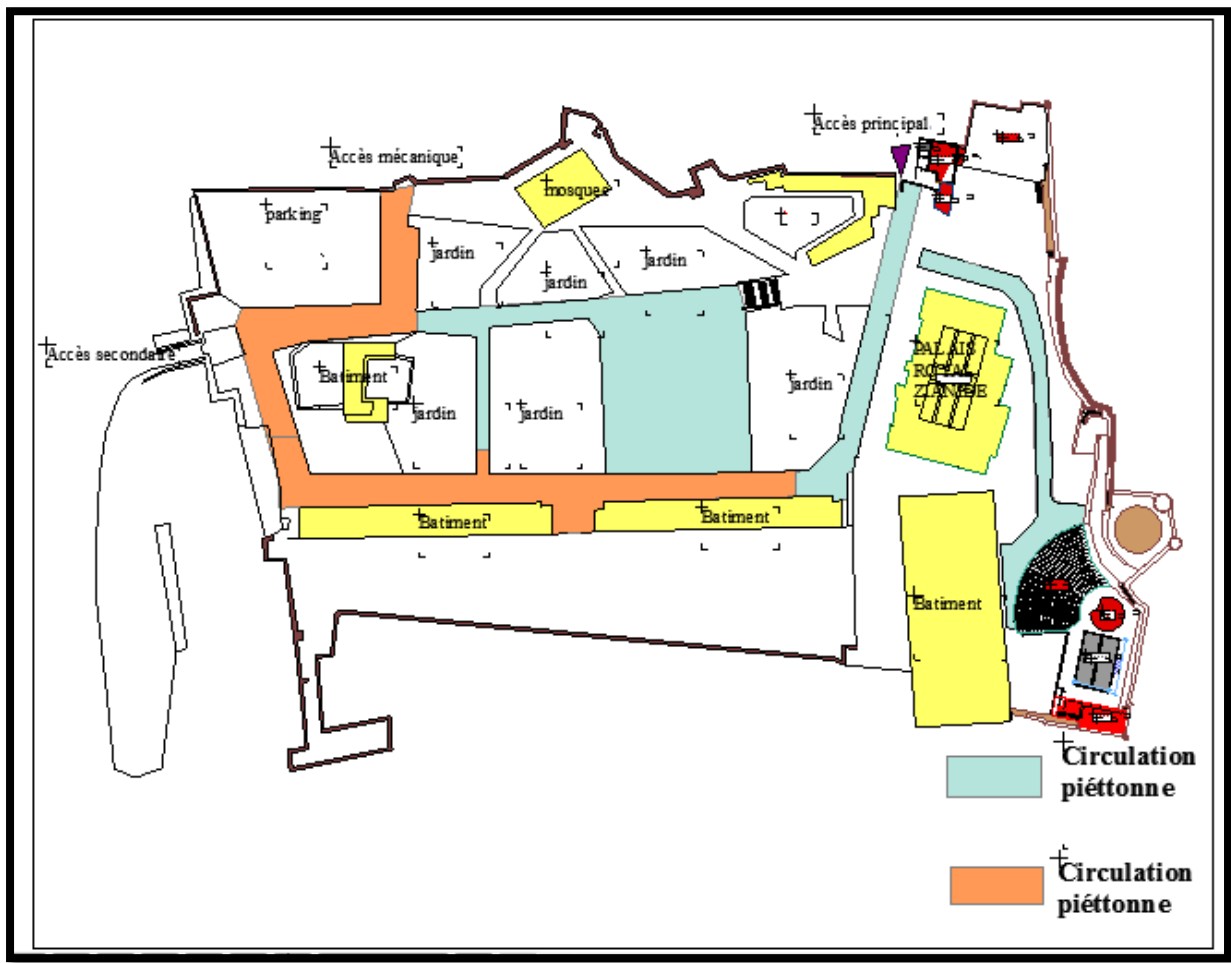 Accès principal
Accès mécanique
mosquee
parking
jardin
jardin
jardin
Accès secondaire
Batiment
jardin
jardin
jardin
PALAIS
ROYAL
ZIANIDE
Batiment
Batiment
Batiment
Circulation
piéttonne
Circulation
piéttonne